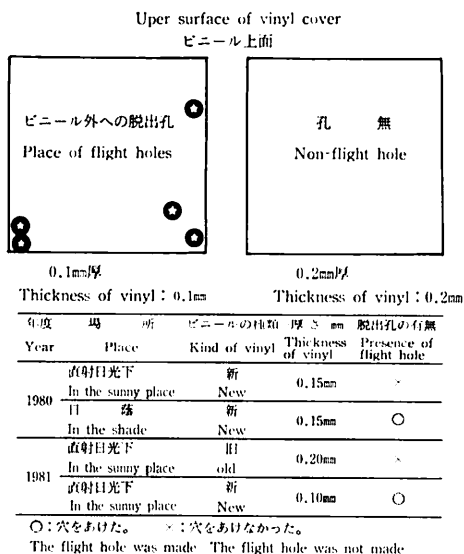 Uper surface of vinyl cover
ビニール上面
ビニール外への脱出孔
Place of flight holes
孔 無
Non-flight hole
0.1mm厚
Thickness of vinyl : 0.1mm
0.2mm厚
Thickness of vinyl : 0.2mm
年度 場 所 ビニールの種類 厚さ mm 脱出孔の有無
Year Place Kind of vinyl Thickness of vinyl Presence of flight hole
1980 直射日光下 新 0.15mm ×
In the sunny place New
日 蔭 新 0.15mm ○
In the shade New
1981 直射日光下 旧 0.20mm ×
In the sunny place old
直射日光下 新 0.10mm ○
In the sunny place New
○:穴をあけた。 ×:穴をあけなかった。
The flight hole was made The flight hole was not made